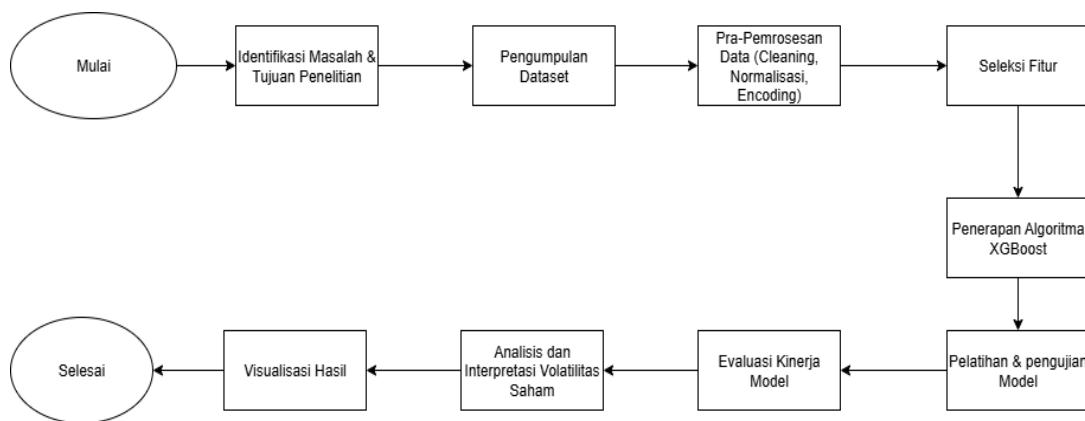 Mulai
Identifikasi Masalah &
Tujuan Penelitian
Pengumpulan
Dataset
Pra-Pemrosesan
Data (Cleaning,
Normalisasi,
Encoding)
Seleksi Fitur
Penerapan Algoritma
XGBoost
Pelatihan & pengujian
Model
Evaluasi Kinerja
Model
Analisis dan
Interpretasi Volatilitas
Saham
Visualisasi Hasil
Selesai